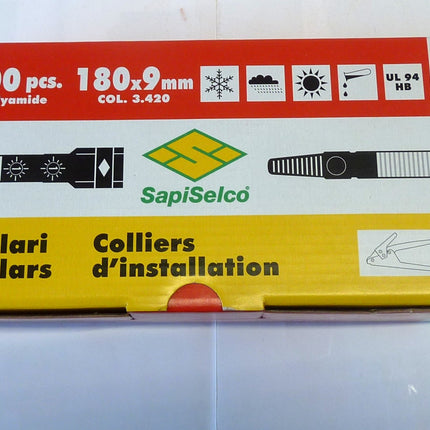 00 pcs.
yamide
180x9mm
COL. 3.420
UL 94
HB
SapiSelco®
lari
lars
Colliers
d'installation